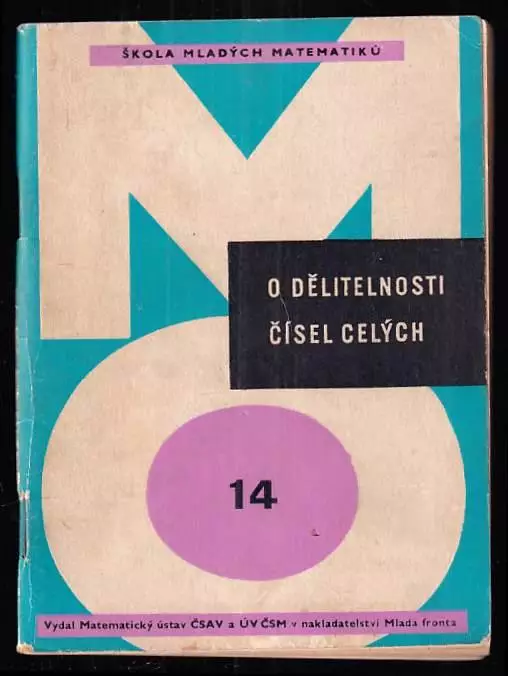 ŠKOLA MLADÝCH MATEMATIKŮ
O DĚLITELNOSTI
ČÍSEL CELÝCH
14
Vydal Matematický ústav ČSAV a ÚV ČSM v nakladatelství Mladá fronta